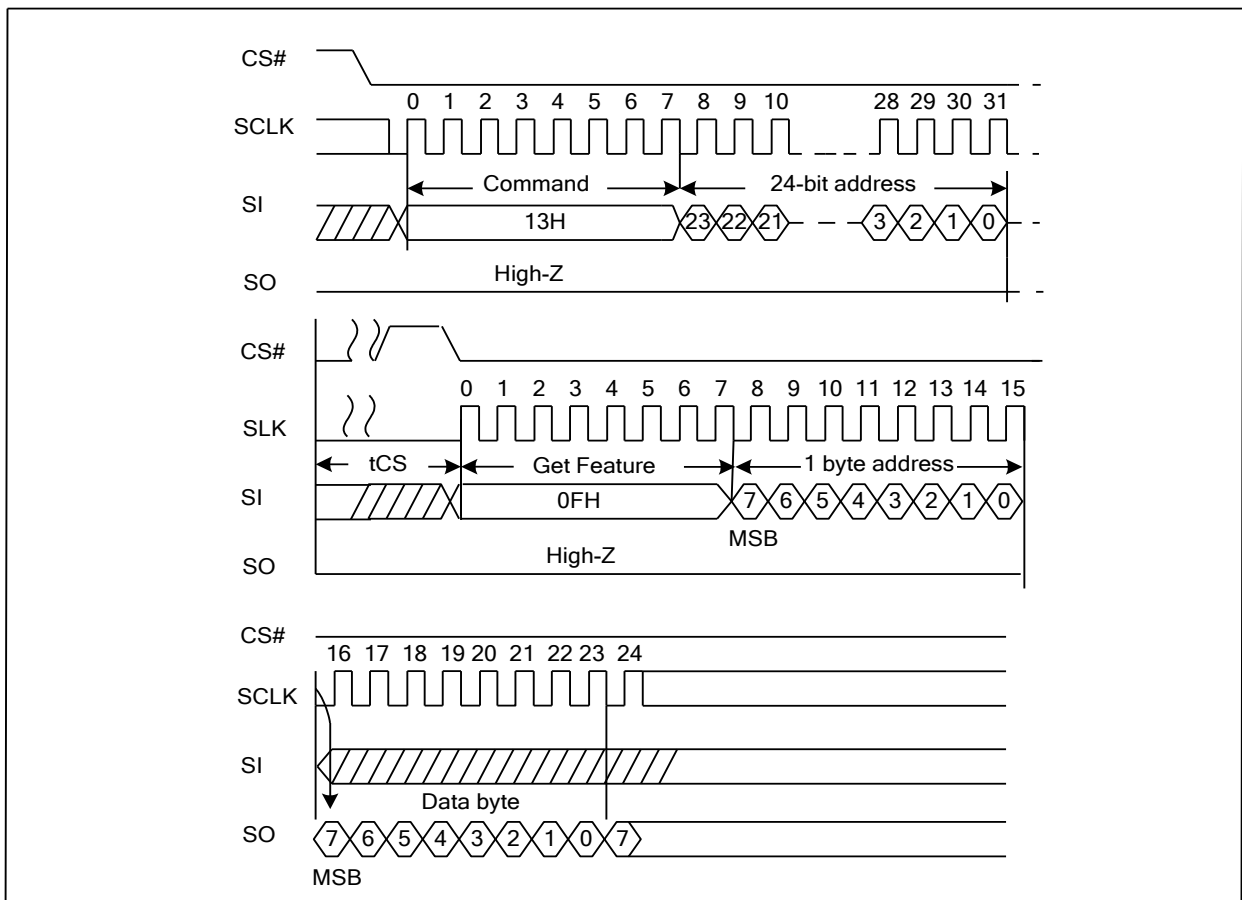 CS#
0 1 2 3 4 5 6 7 8 9 10 28 29 30 31
SCLK
Command 24-bit address
SI
13H 23 22 21 3 2 1 0
High-Z
SO
CS#
0 1 2 3 4 5 6 7 8 9 10 11 12 13 14 15
SLK
tCS Get Feature 1 byte address
SI 0FH 7 6 5 4 3 2 1 0
MSB
High-Z
SO
CS#
16 17 18 19 20 21 22 23 24
SCLK
SI
Data byte
SO 7 6 5 4 3 2 1 0 7
MSB